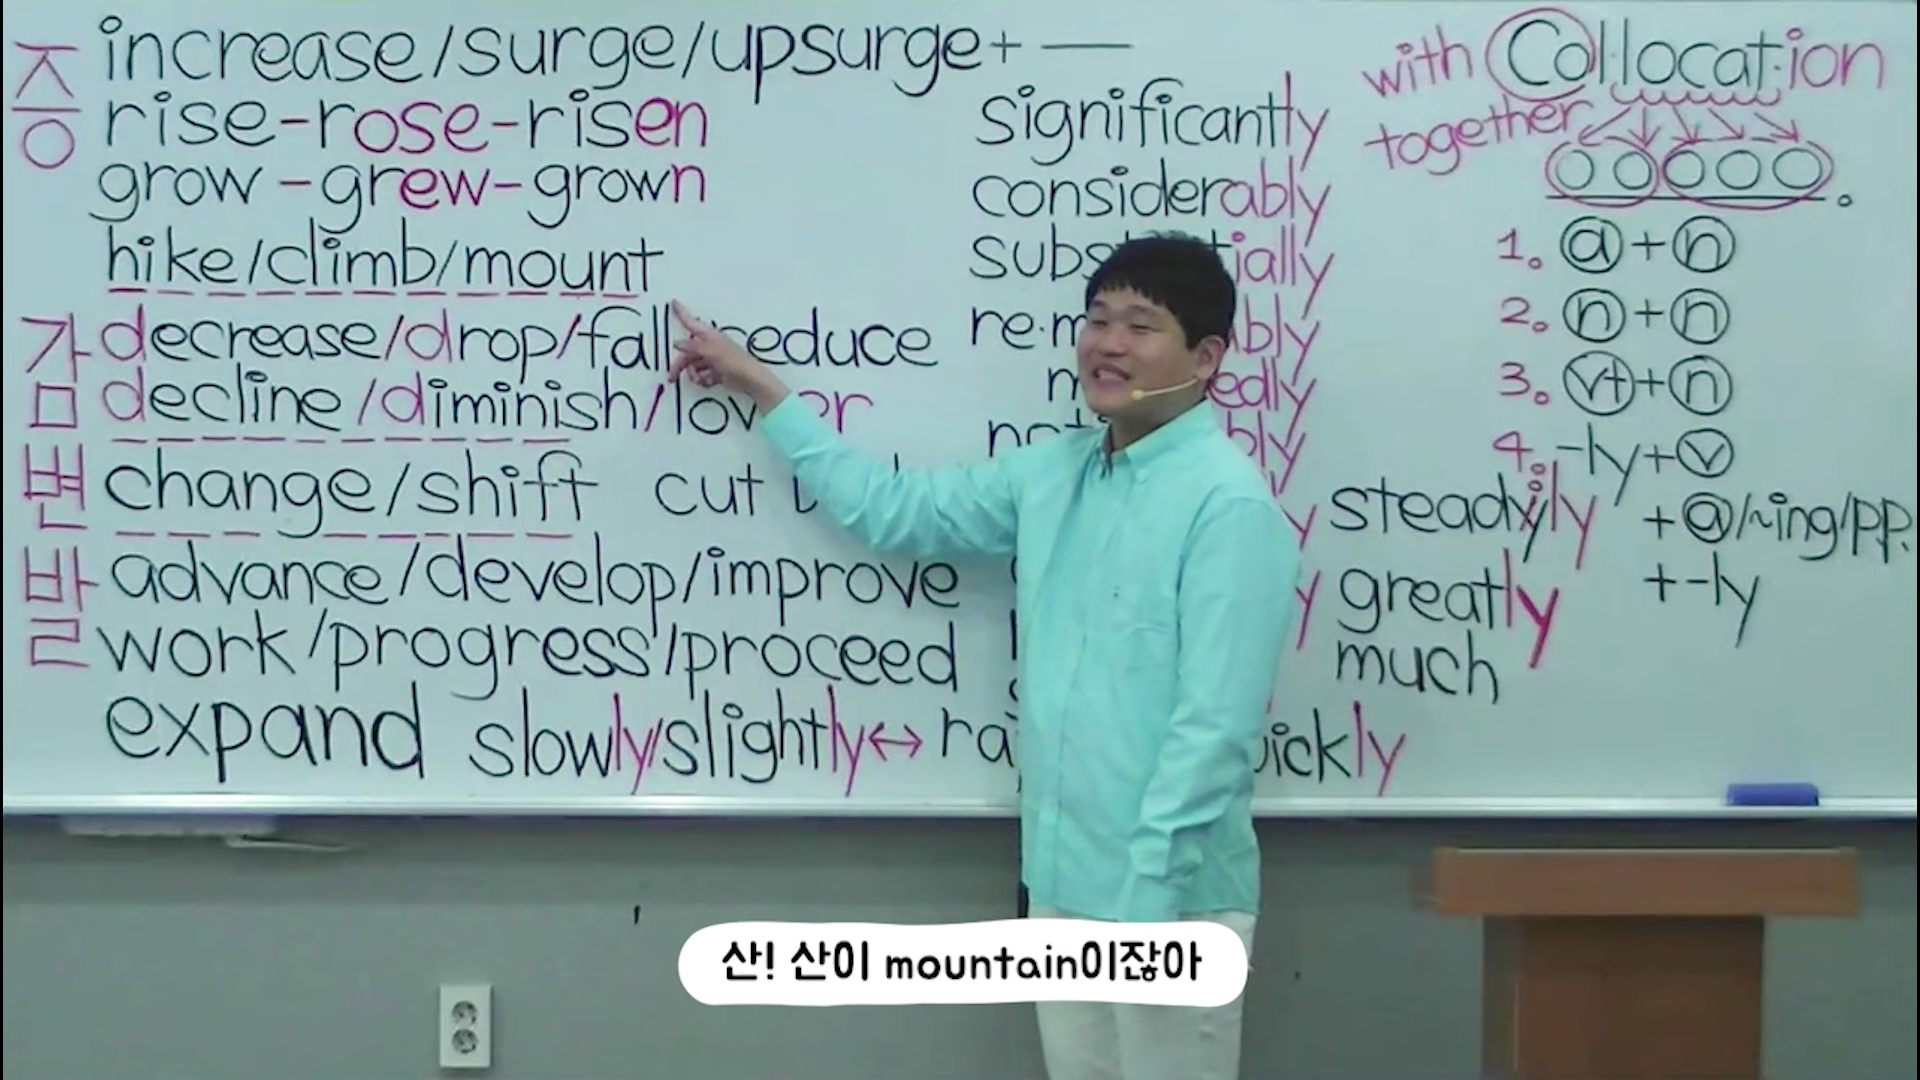 증 increase/surge/upsurge+ —
rise-rose-risen
grow-grew-grown
hike/climb/mount
감 decrease/drop/fall/reduce
decline/diminish/lower
변 change/shift cut
발 advance/develop/improve
work/progress/proceed
expand slowly/slightly↔
significantly
considerably
steadily
greatly
much
with Collocation
together
1. ⓐ+ⓝ
2. ⓝ+ⓝ
3. vt+ⓝ
4. -ly+ⓥ
+ⓐ/~ing/p.p.
+-ly
산! 산이 mountain이잖아